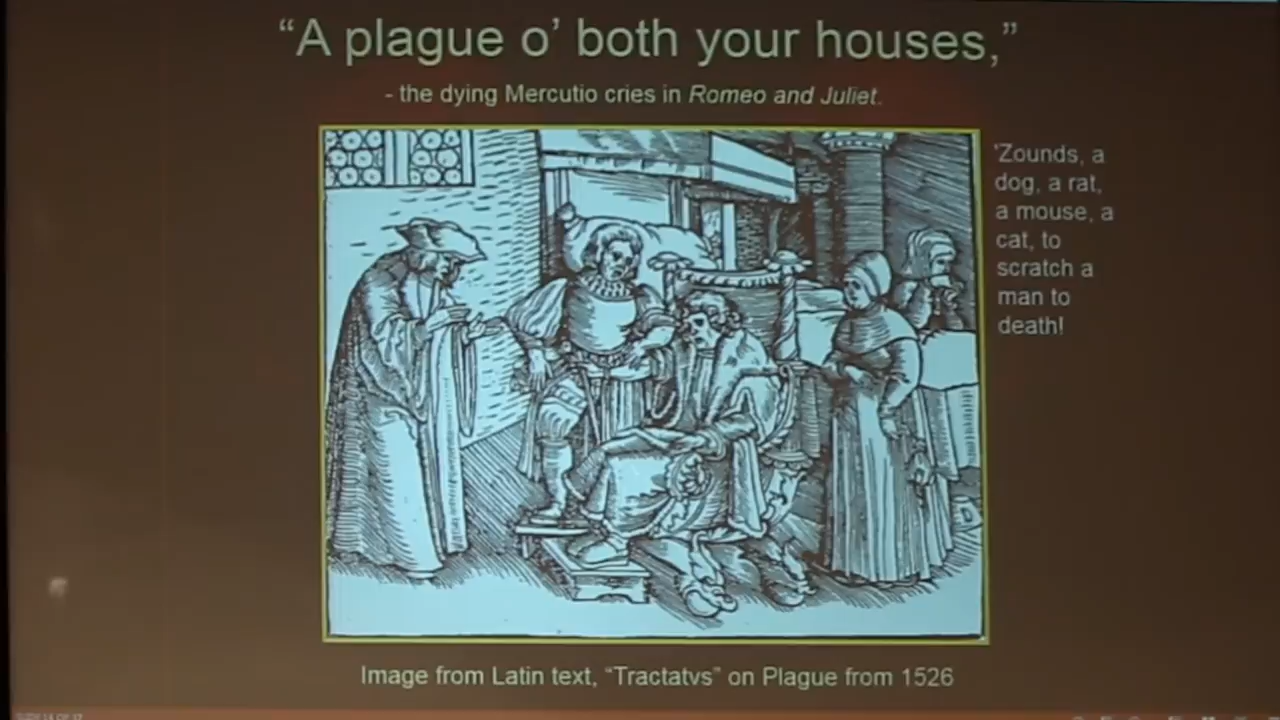 “A plague o’ both your houses,”
- the dying Mercutio cries in Romeo and Juliet.
'Zounds, a
dog, a rat,
a mouse, a
cat, to
scratch a
man to
death!
Image from Latin text, “Tractatvs” on Plague from 1526